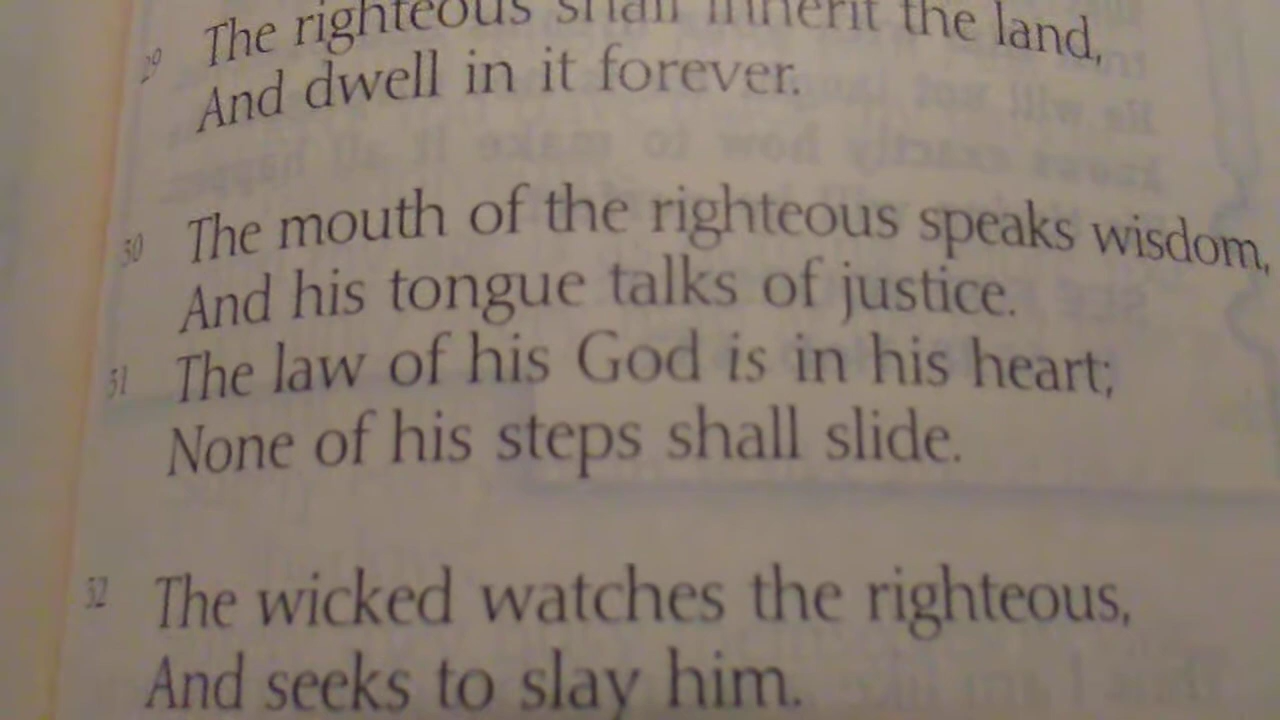 29 The righteous shall inherit the land,
And dwell in it forever.
30 The mouth of the righteous speaks wisdom,
And his tongue talks of justice.
31 The law of his God is in his heart;
None of his steps shall slide.
32 The wicked watches the righteous,
And seeks to slay him.